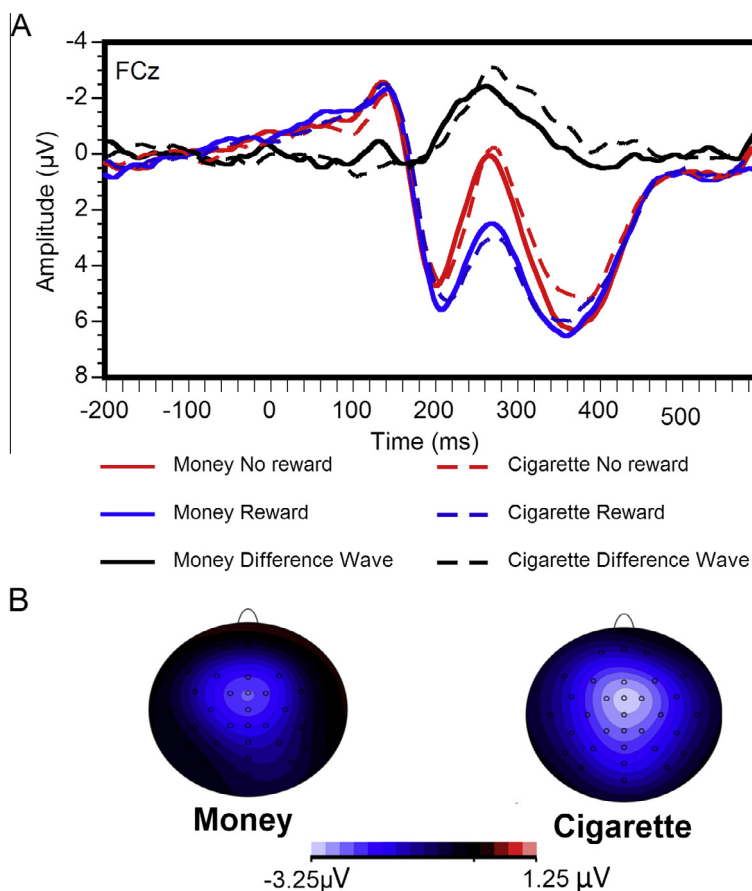 A
FCz
Amplitude (µV)
-4
-2
0
2
4
6
8
-200 -100 0 100 200 300 400 500
Time (ms)
Money No reward Cigarette No reward
Money Reward Cigarette Reward
Money Difference Wave Cigarette Difference Wave
B
Money Cigarette
-3.25µV 1.25 µV